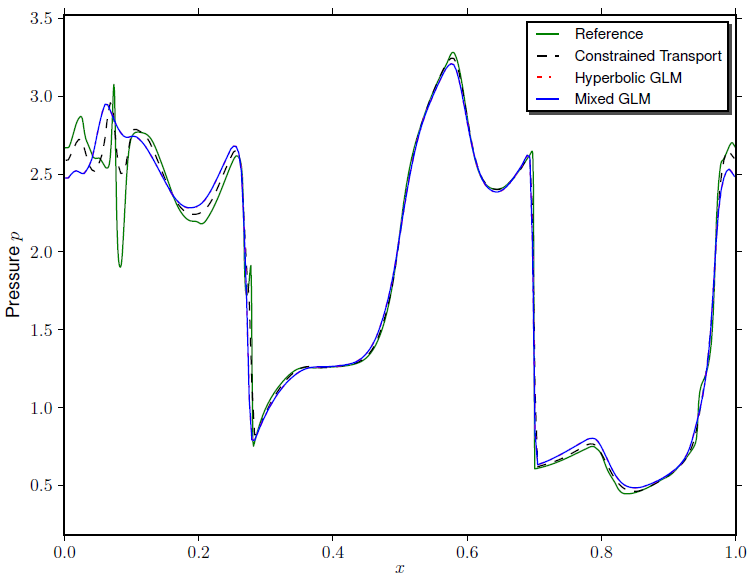 3.5
3.0
2.5
2.0
1.5
1.0
0.5
Pressure p
0.0 0.2 0.4 0.6 0.8 1.0
x
Reference
Constrained Transport
Hyperbolic GLM
Mixed GLM